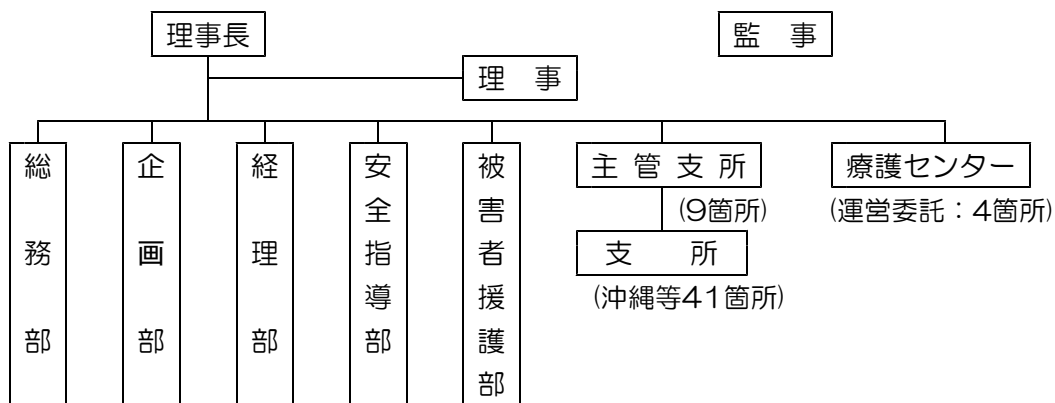 理事長
監　事
理　事
総務部
企画部
経理部
安全指導部
被害者援護部
主管支所
(9箇所)
支　所
(沖縄等41箇所)
療護センター
(運営委託：4箇所)